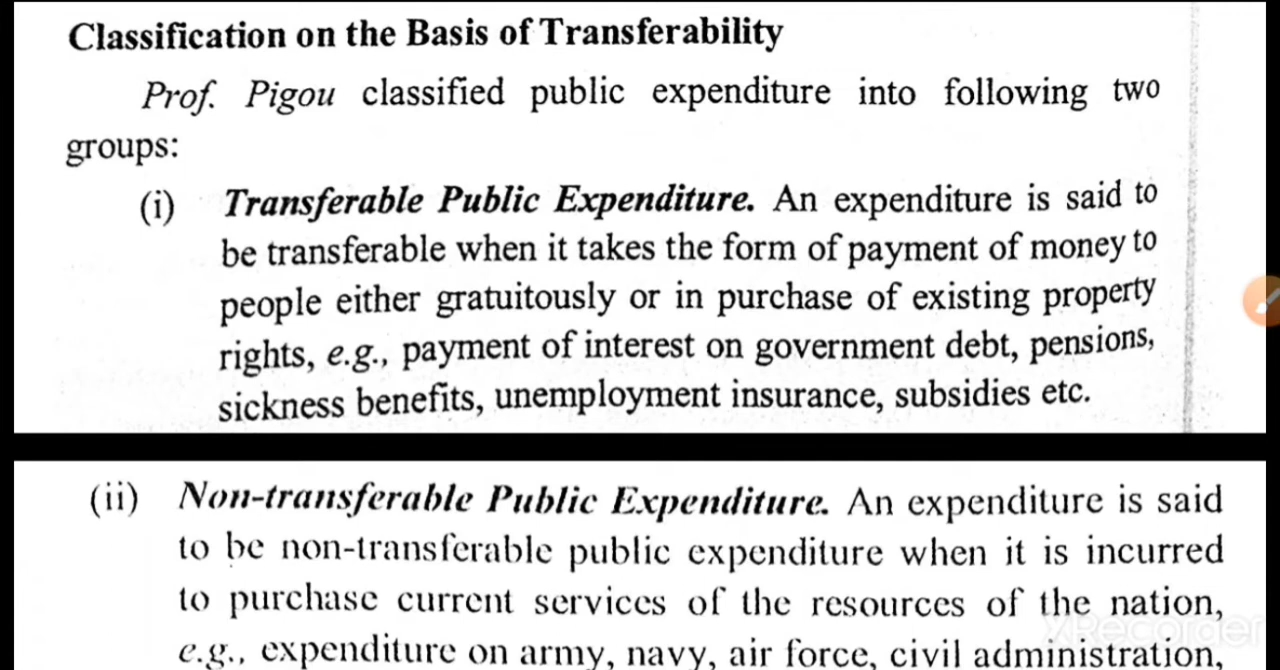 Classification on the Basis of Transferability
Prof. Pigou classified public expenditure into following two
groups:
(i) Transferable Public Expenditure. An expenditure is said to
be transferable when it takes the form of payment of money to
people either gratuitously or in purchase of existing property
rights, e.g., payment of interest on government debt, pensions,
sickness benefits, unemployment insurance, subsidies etc.
(ii) Non-transferable Public Expenditure. An expenditure is said
to be non-transferable public expenditure when it is incurred
to purchase current services of the resources of the nation,
e.g., expenditure on army, navy, air force, civil administration,
XRecorder